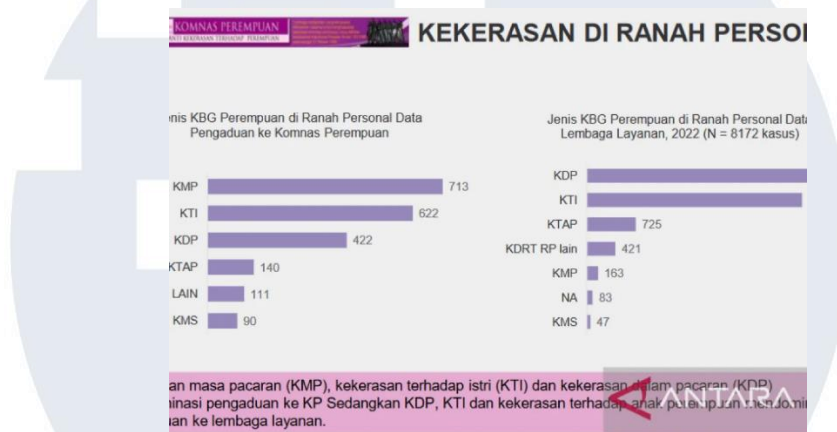 KOMNAS PEREMPUAN
KEKERASAN DI RANAH PERSO
enis KBG Perempuan di Ranah Personal Data
Pengaduan ke Komnas Perempuan
KMP 713
KTI 622
KDP 422
KTAP 140
LAIN 111
KMS 90
Jenis KBG Perempuan di Ranah Personal Data
Lembaga Layanan, 2022 (N = 8172 kasus)
KDP
KTI
KTAP 725
KDRT RP lain 421
KMP 163
NA 83
KMS 47
an masa pacaran (KMP), kekerasan terhadap istri (KTI) dan kekerasan dalam pacaran (KDP)
inasi pengaduan ke KP Sedangkan KDP, KTI dan kekerasan terhadap anak perempuan mendomin
an ke lembaga layanan.
ANTARA